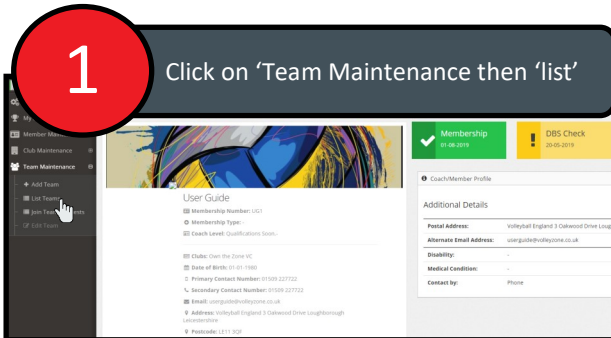 1
Click on ‘Team Maintenance then ‘list’
My
Member
Club Maintenance
Team Maintenance
Add Team
List Teams
Join Team
Edit Team
User Guide
Membership Number: UG1
Membership Type: -
Coach Level: Qualifications Soon..
Clubs: Own the Zone VC
Date of Birth: 01-01-1980
Primary Contact Number: 01509 227722
Secondary Contact Number: 01509 227722
Email: userguide@volleyzone.co.uk
Address: Volleyball England 3 Oakwood Drive Loughborough
Leicestershire
Postcode: LE11 3QF
Membership
01-08-2019
DBS Check
20-05-2019
Coach/Member Profile
Additional Details
Postal Address: Volleyball England 3 Oakwood Drive Loug
Alternate Email Address: userguide@volleyzone.co.uk
Disability: -
Medical Condition: -
Contact by: Phone